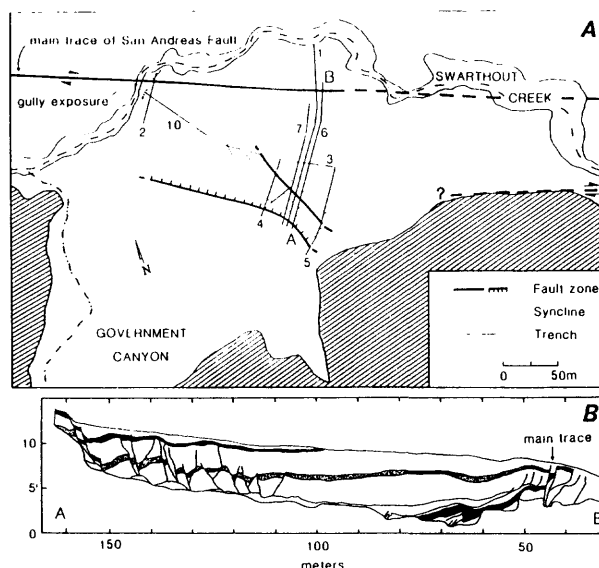 A
main trace of San Andreas Fault
gully exposure
1
B
SWARTHOUT
CREEK
2
10
7
6
3
4
A
5
?
N
GOVERNMENT
CANYON
Fault zone
Syncline
Trench
0 50m
B
main trace
10
5
0
A
B
150 100 50
meters